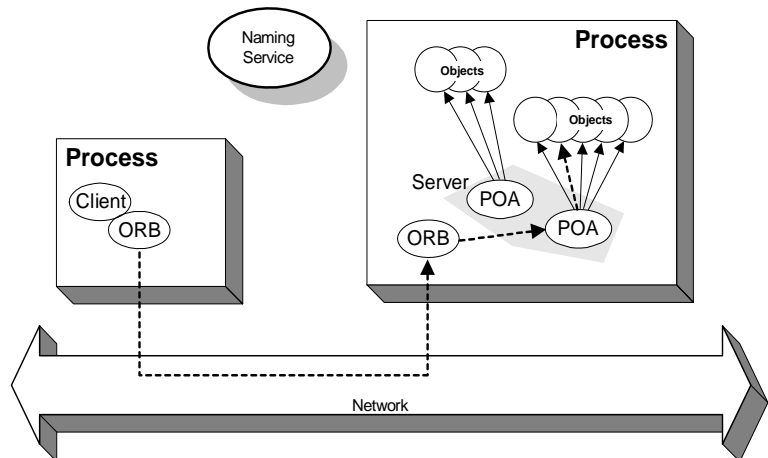 Naming
Service
Process
Objects
Objects
Process
Client
ORB
Server
POA
ORB
POA
Network